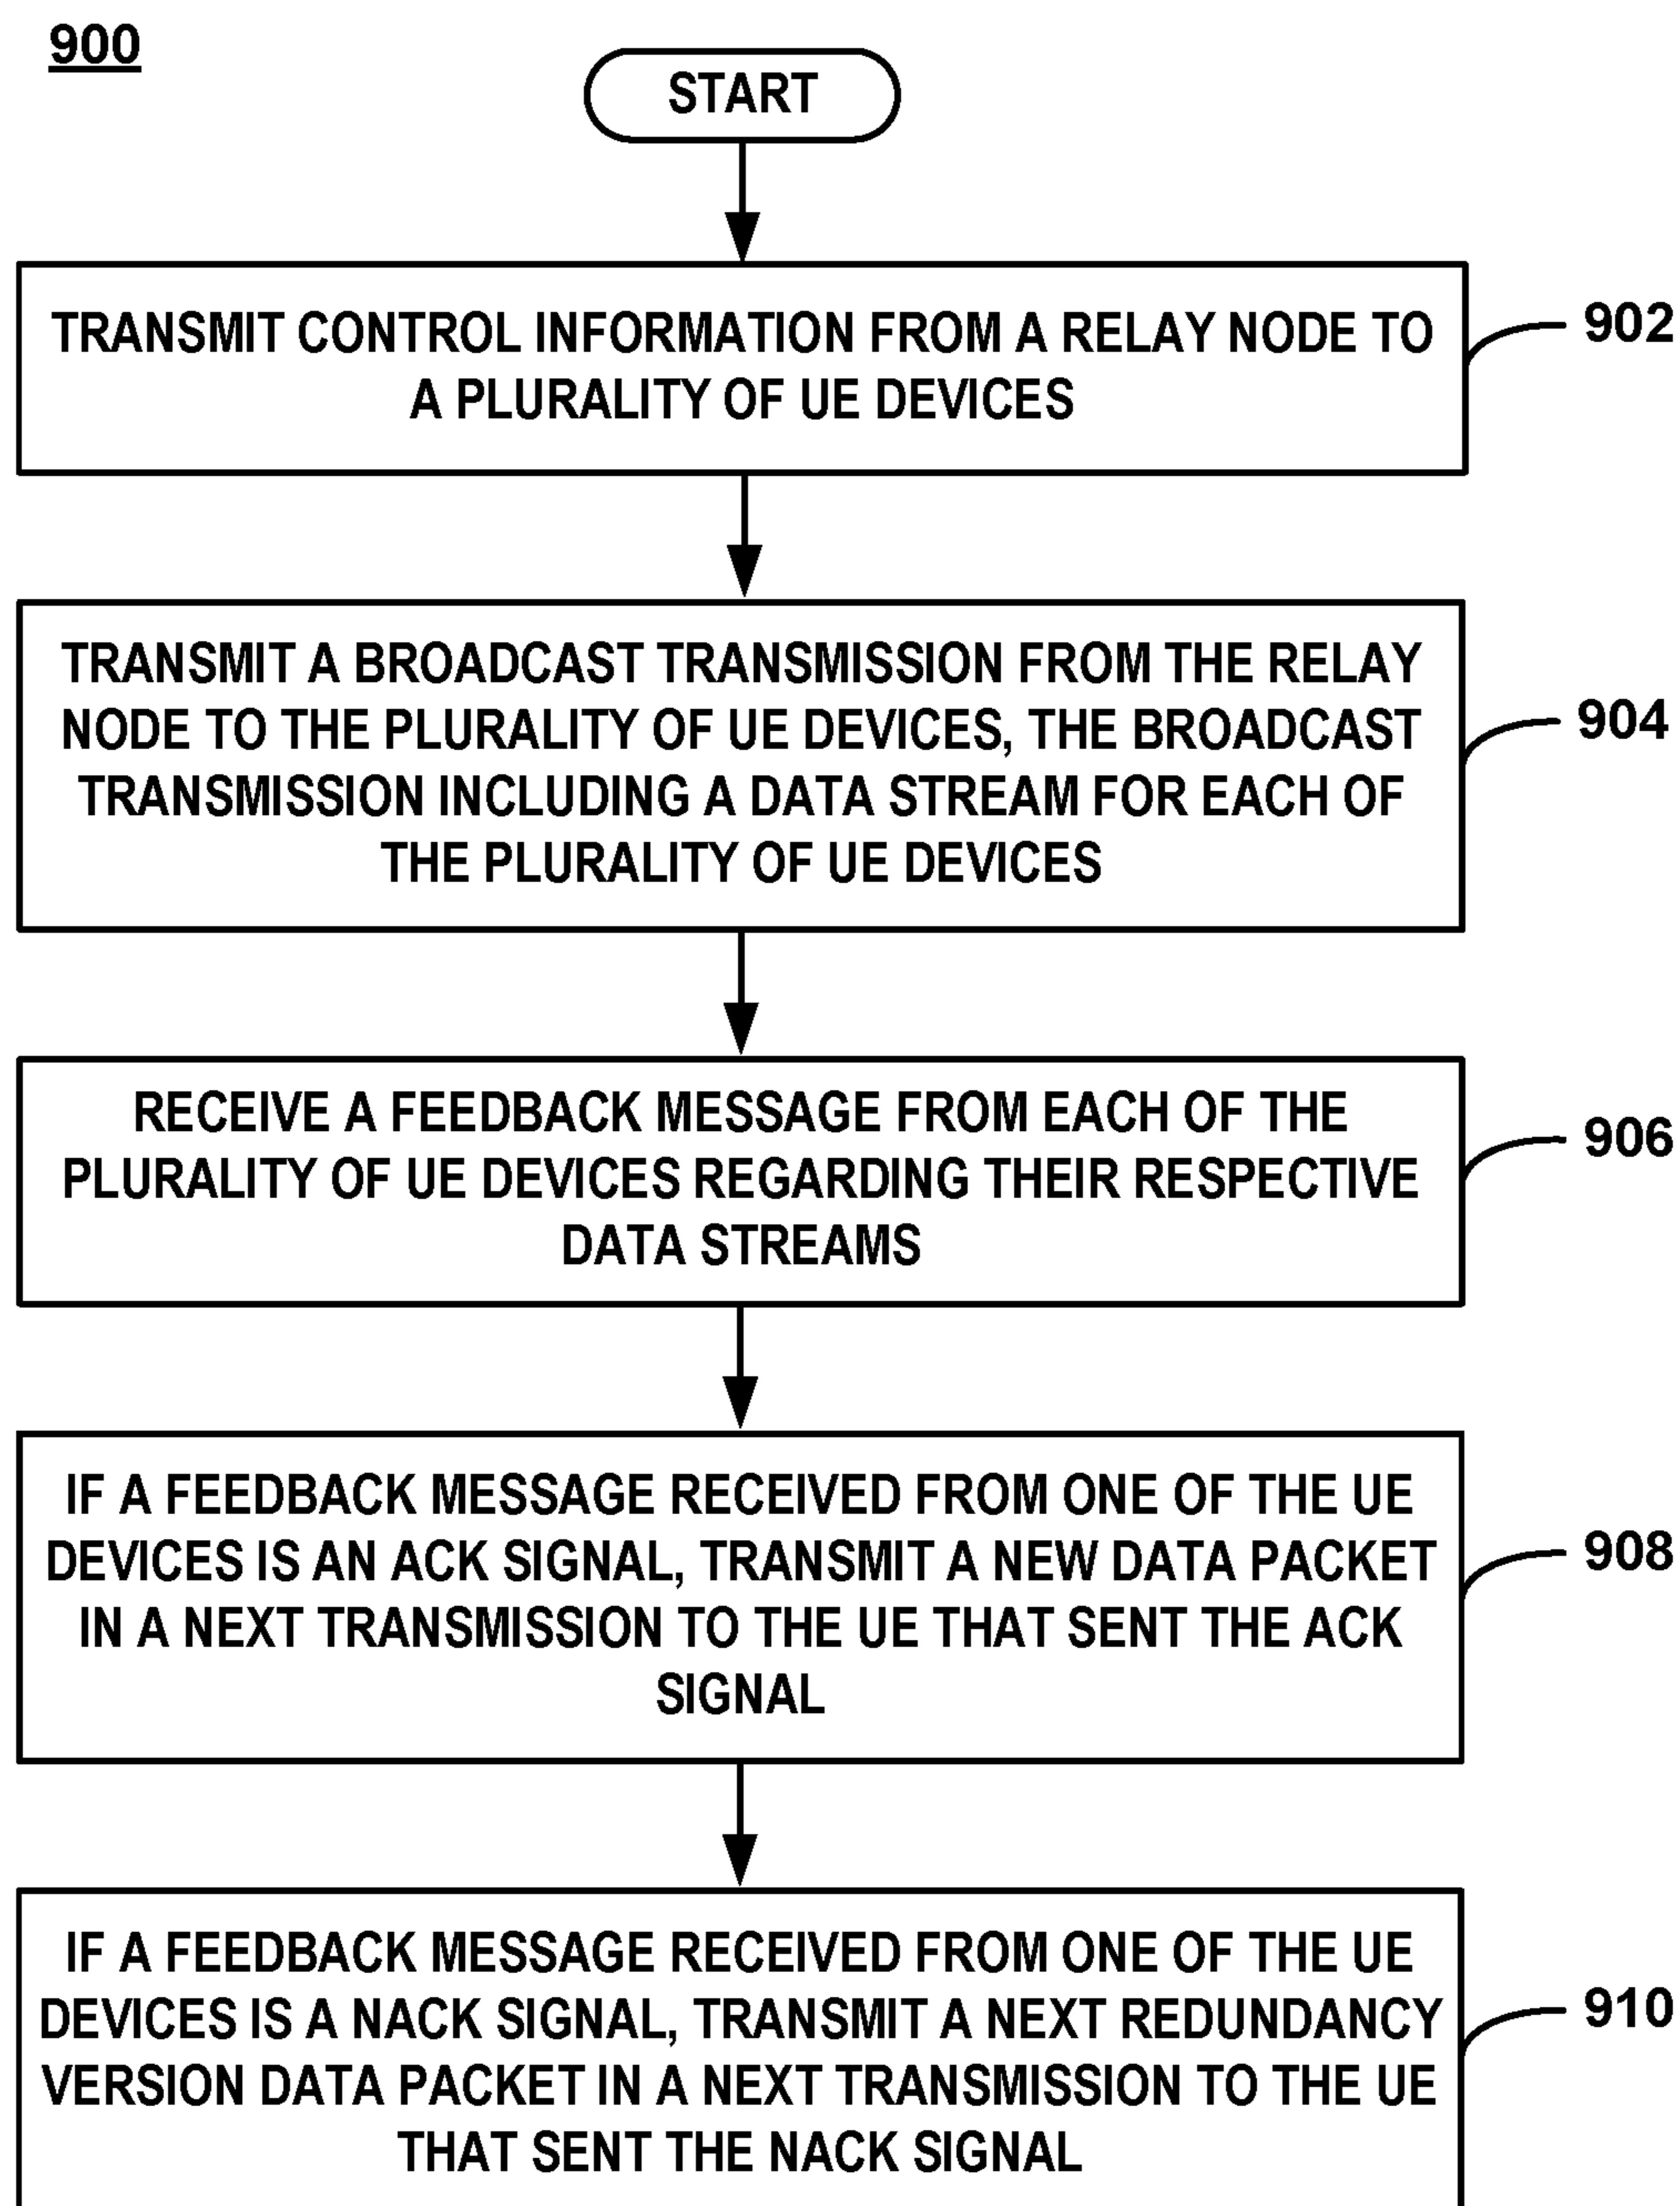 900
START
TRANSMIT CONTROL INFORMATION FROM A RELAY NODE TO
A PLURALITY OF UE DEVICES
902
TRANSMIT A BROADCAST TRANSMISSION FROM THE RELAY
NODE TO THE PLURALITY OF UE DEVICES, THE BROADCAST
TRANSMISSION INCLUDING A DATA STREAM FOR EACH OF
THE PLURALITY OF UE DEVICES
904
RECEIVE A FEEDBACK MESSAGE FROM EACH OF THE
PLURALITY OF UE DEVICES REGARDING THEIR RESPECTIVE
DATA STREAMS
906
IF A FEEDBACK MESSAGE RECEIVED FROM ONE OF THE UE
DEVICES IS AN ACK SIGNAL, TRANSMIT A NEW DATA PACKET
IN A NEXT TRANSMISSION TO THE UE THAT SENT THE ACK
SIGNAL
908
IF A FEEDBACK MESSAGE RECEIVED FROM ONE OF THE UE
DEVICES IS A NACK SIGNAL, TRANSMIT A NEXT REDUNDANCY
VERSION DATA PACKET IN A NEXT TRANSMISSION TO THE UE
THAT SENT THE NACK SIGNAL
910